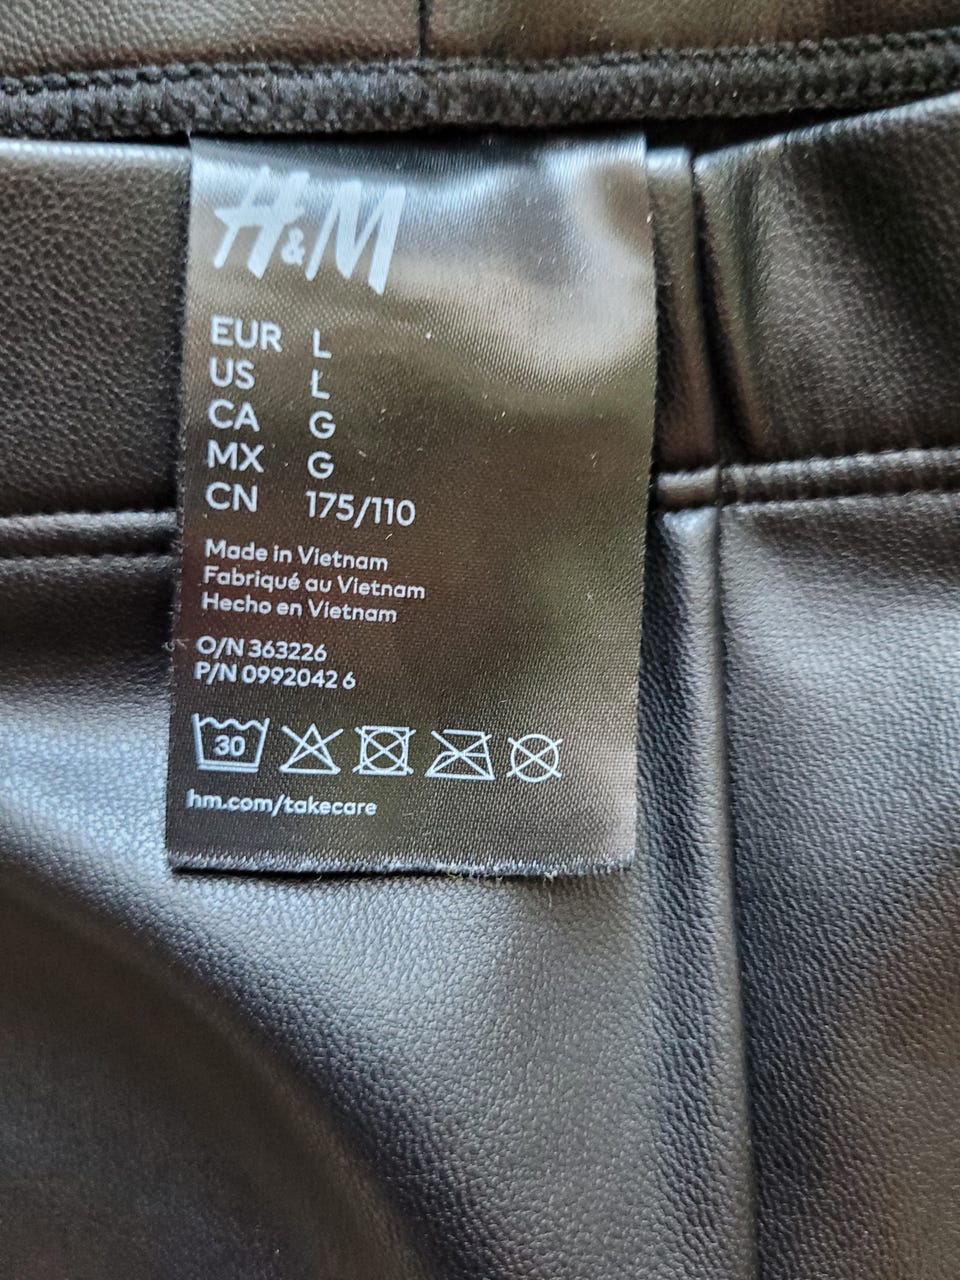 H&M
EUR L
US L
CA G
MX G
CN 175/110
Made in Vietnam
Fabriqué au Vietnam
Hecho en Vietnam
O/N 363226
P/N 0992042 6
30
hm.com/takecare